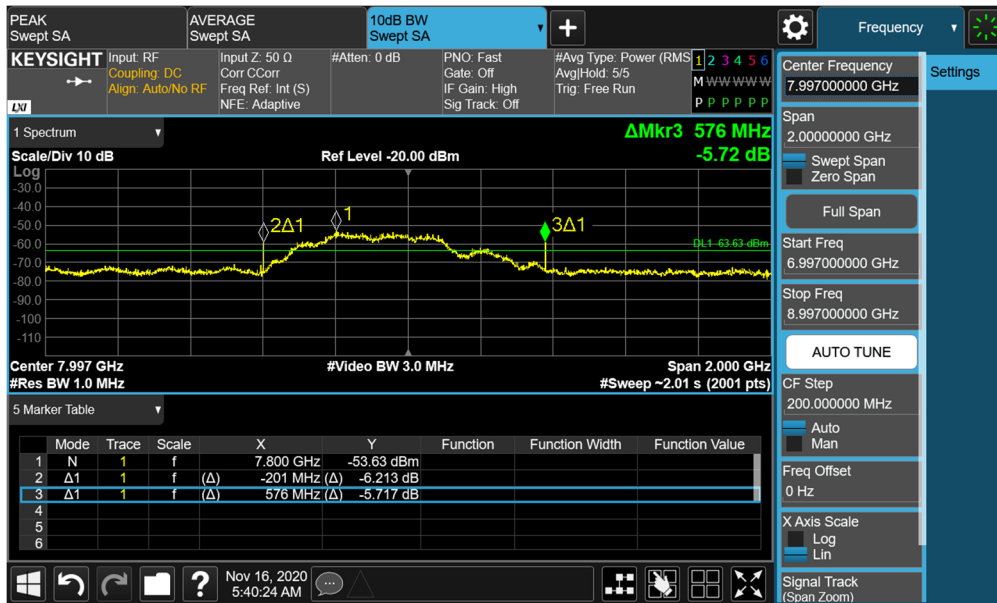 PEAK
Swept SA
AVERAGE
Swept SA
10dB BW
Swept SA
Frequency
KEYSIGHT
LXI
Input: RF
Coupling: DC
Align: Auto/No RF
Input Z: 50 Ω
Corr CCorr
Freq Ref: Int (S)
NFE: Adaptive
#Atten: 0 dB
PNO: Fast
Gate: Off
IF Gain: High
Sig Track: Off
#Avg Type: Power (RMS
Avg|Hold: 5/5
Trig: Free Run
1 2 3 4 5 6
M W W W W W
P P P P P P
1 Spectrum
ΔMkr3 576 MHz
-5.72 dB
Scale/Div 10 dB
Ref Level -20.00 dBm
Log
-30.0
-40.0
-50.0
-60.0
-70.0
-80.0
-90.0
-100
-110
2Δ1
1
3Δ1
DL1 -63.63 dBm
Center 7.997 GHz
#Video BW 3.0 MHz
Span 2.000 GHz
#Res BW 1.0 MHz
#Sweep ~2.01 s (2001 pts)
5 Marker Table
Mode Trace Scale X Y Function Function Width Function Value
1 N 1 f 7.800 GHz -53.63 dBm
2 Δ1 1 f (Δ) -201 MHz (Δ) -6.213 dB
3 Δ1 1 f (Δ) 576 MHz (Δ) -5.717 dB
4
5
6
?
Nov 16, 2020
5:40:24 AM
Center Frequency
7.997000000 GHz
Settings
Span
2.00000000 GHz
Swept Span
Zero Span
Full Span
Start Freq
6.997000000 GHz
Stop Freq
8.997000000 GHz
AUTO TUNE
CF Step
200.000000 MHz
Auto
Man
Freq Offset
0 Hz
X Axis Scale
Log
Lin
Signal Track
(Span Zoom)